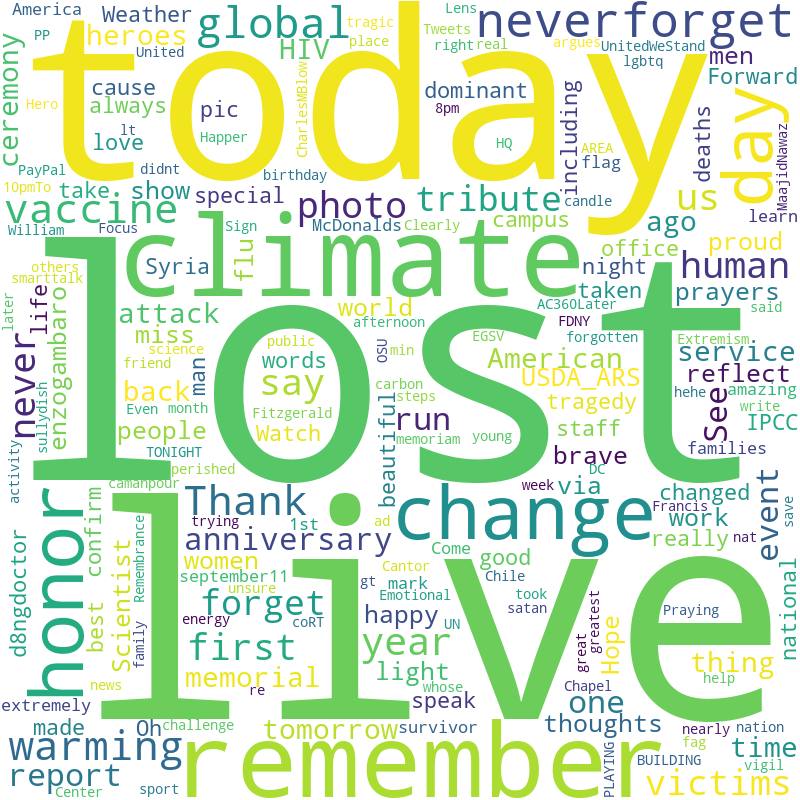 America
Weather
global
tragic
place
Tweets
Lens
right
real
neverforget
PP
United
heroes
HIV
CharlesMBlow
argues
UnitedWeStand
lgbtq
men
Forward
ceremony
Hero
cause
always
lt
love
pic
Happer
today
dominant
8pm
HQ
AREA
flag
including
deaths
day
MaajidNawaz
learn
PayPal
10pmTo
didnt
take
show
special
birthday
photo
tribute
candle
us
vaccine
William
Focus
climate
McDonalds
Clearly
campus
ago
proud
others
smarttalk
Syria
flu
Sign
office
night
human
later
life
enzogambaro
attack
miss
world
afternoon
AC360Later
taken
prayers
said
never
sullydish
science
friend
man
public
words
OSU
min
EGSV
American
FDNY
forgotten
Extremism
service
reflect
lost
back
Even
month
say
Fitzgerald
Watch
carbon
steps
USDA_ARS
tragedy
See
amazing
write
IPCC
activity
people
TONIGHT
perished
camanpour
beautiful
run
memoriam
young
brave
staff
DC
families
honor
confirm
best
d8ngdoctor
Scientist
Remembrance
Thank
trying
1st
anniversary
ad
change
week
via
changed
work
Francis
nat
hehe
event
save
national
women
september11
unsure
energy
forget
coRT
gt
Cantor
mark
Emotional
Come
good
UN
Chile
took
satan
really
Praying
family
first
happy
year
live
great
greatest
Hope
thing
help
extremely
news
memorial
re
light
whose
speak
Chapel
one
made
Oh
challenge
tomorrow
survivor
thoughts
nearly
nation
warming
remember
PLAYING
BUILDING
fag
vigil
time
report
Center
sport
victims